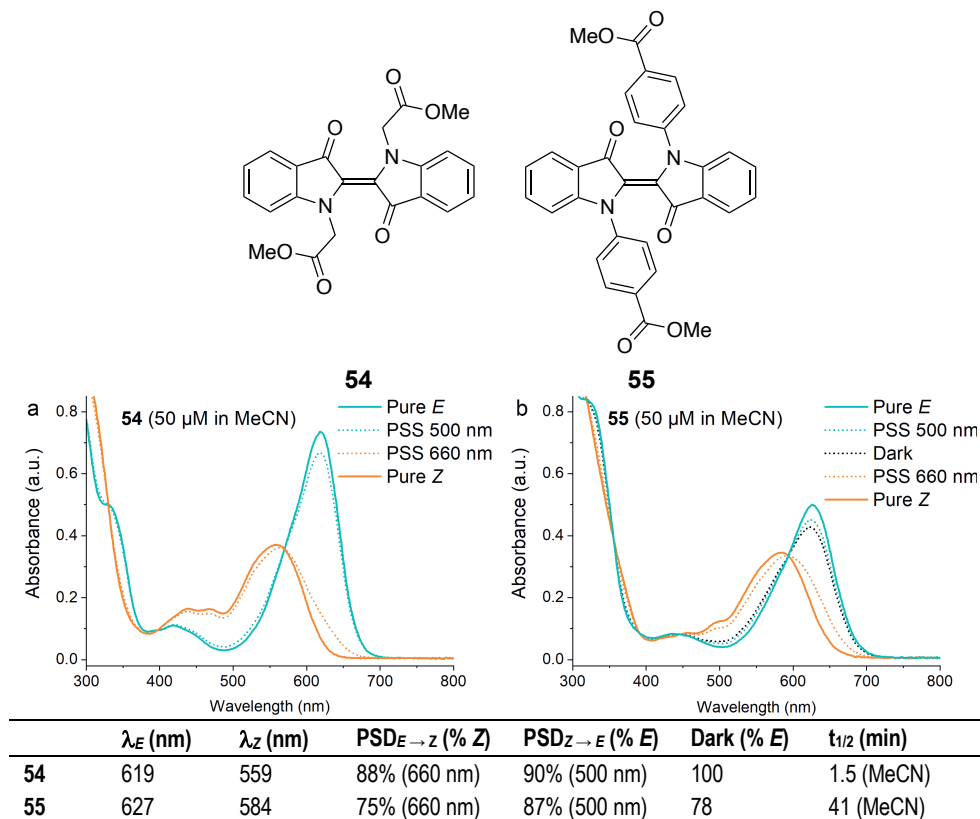 MeO
O
O
OMe
O
N
O
N
N
O
N
O
MeO
O
O
OMe
54
55
a
54 (50 µM in MeCN)
Pure E
PSS 500 nm
PSS 660 nm
Pure Z
Absorbance (a.u.)
0.8
0.6
0.4
0.2
0.0
300 400 500 600 700 800
Wavelength (nm)
b
55 (50 µM in MeCN)
Pure E
PSS 500 nm
Dark
PSS 660 nm
Pure Z
Absorbance (a.u.)
0.8
0.6
0.4
0.2
0.0
300 400 500 600 700 800
Wavelength (nm)
λE (nm) λZ (nm) PSDE → Z (% Z) PSDZ → E (% E) Dark (% E) t1/2 (min)
54 619 559 88% (660 nm) 90% (500 nm) 100 1.5 (MeCN)
55 627 584 75% (660 nm) 87% (500 nm) 78 41 (MeCN)